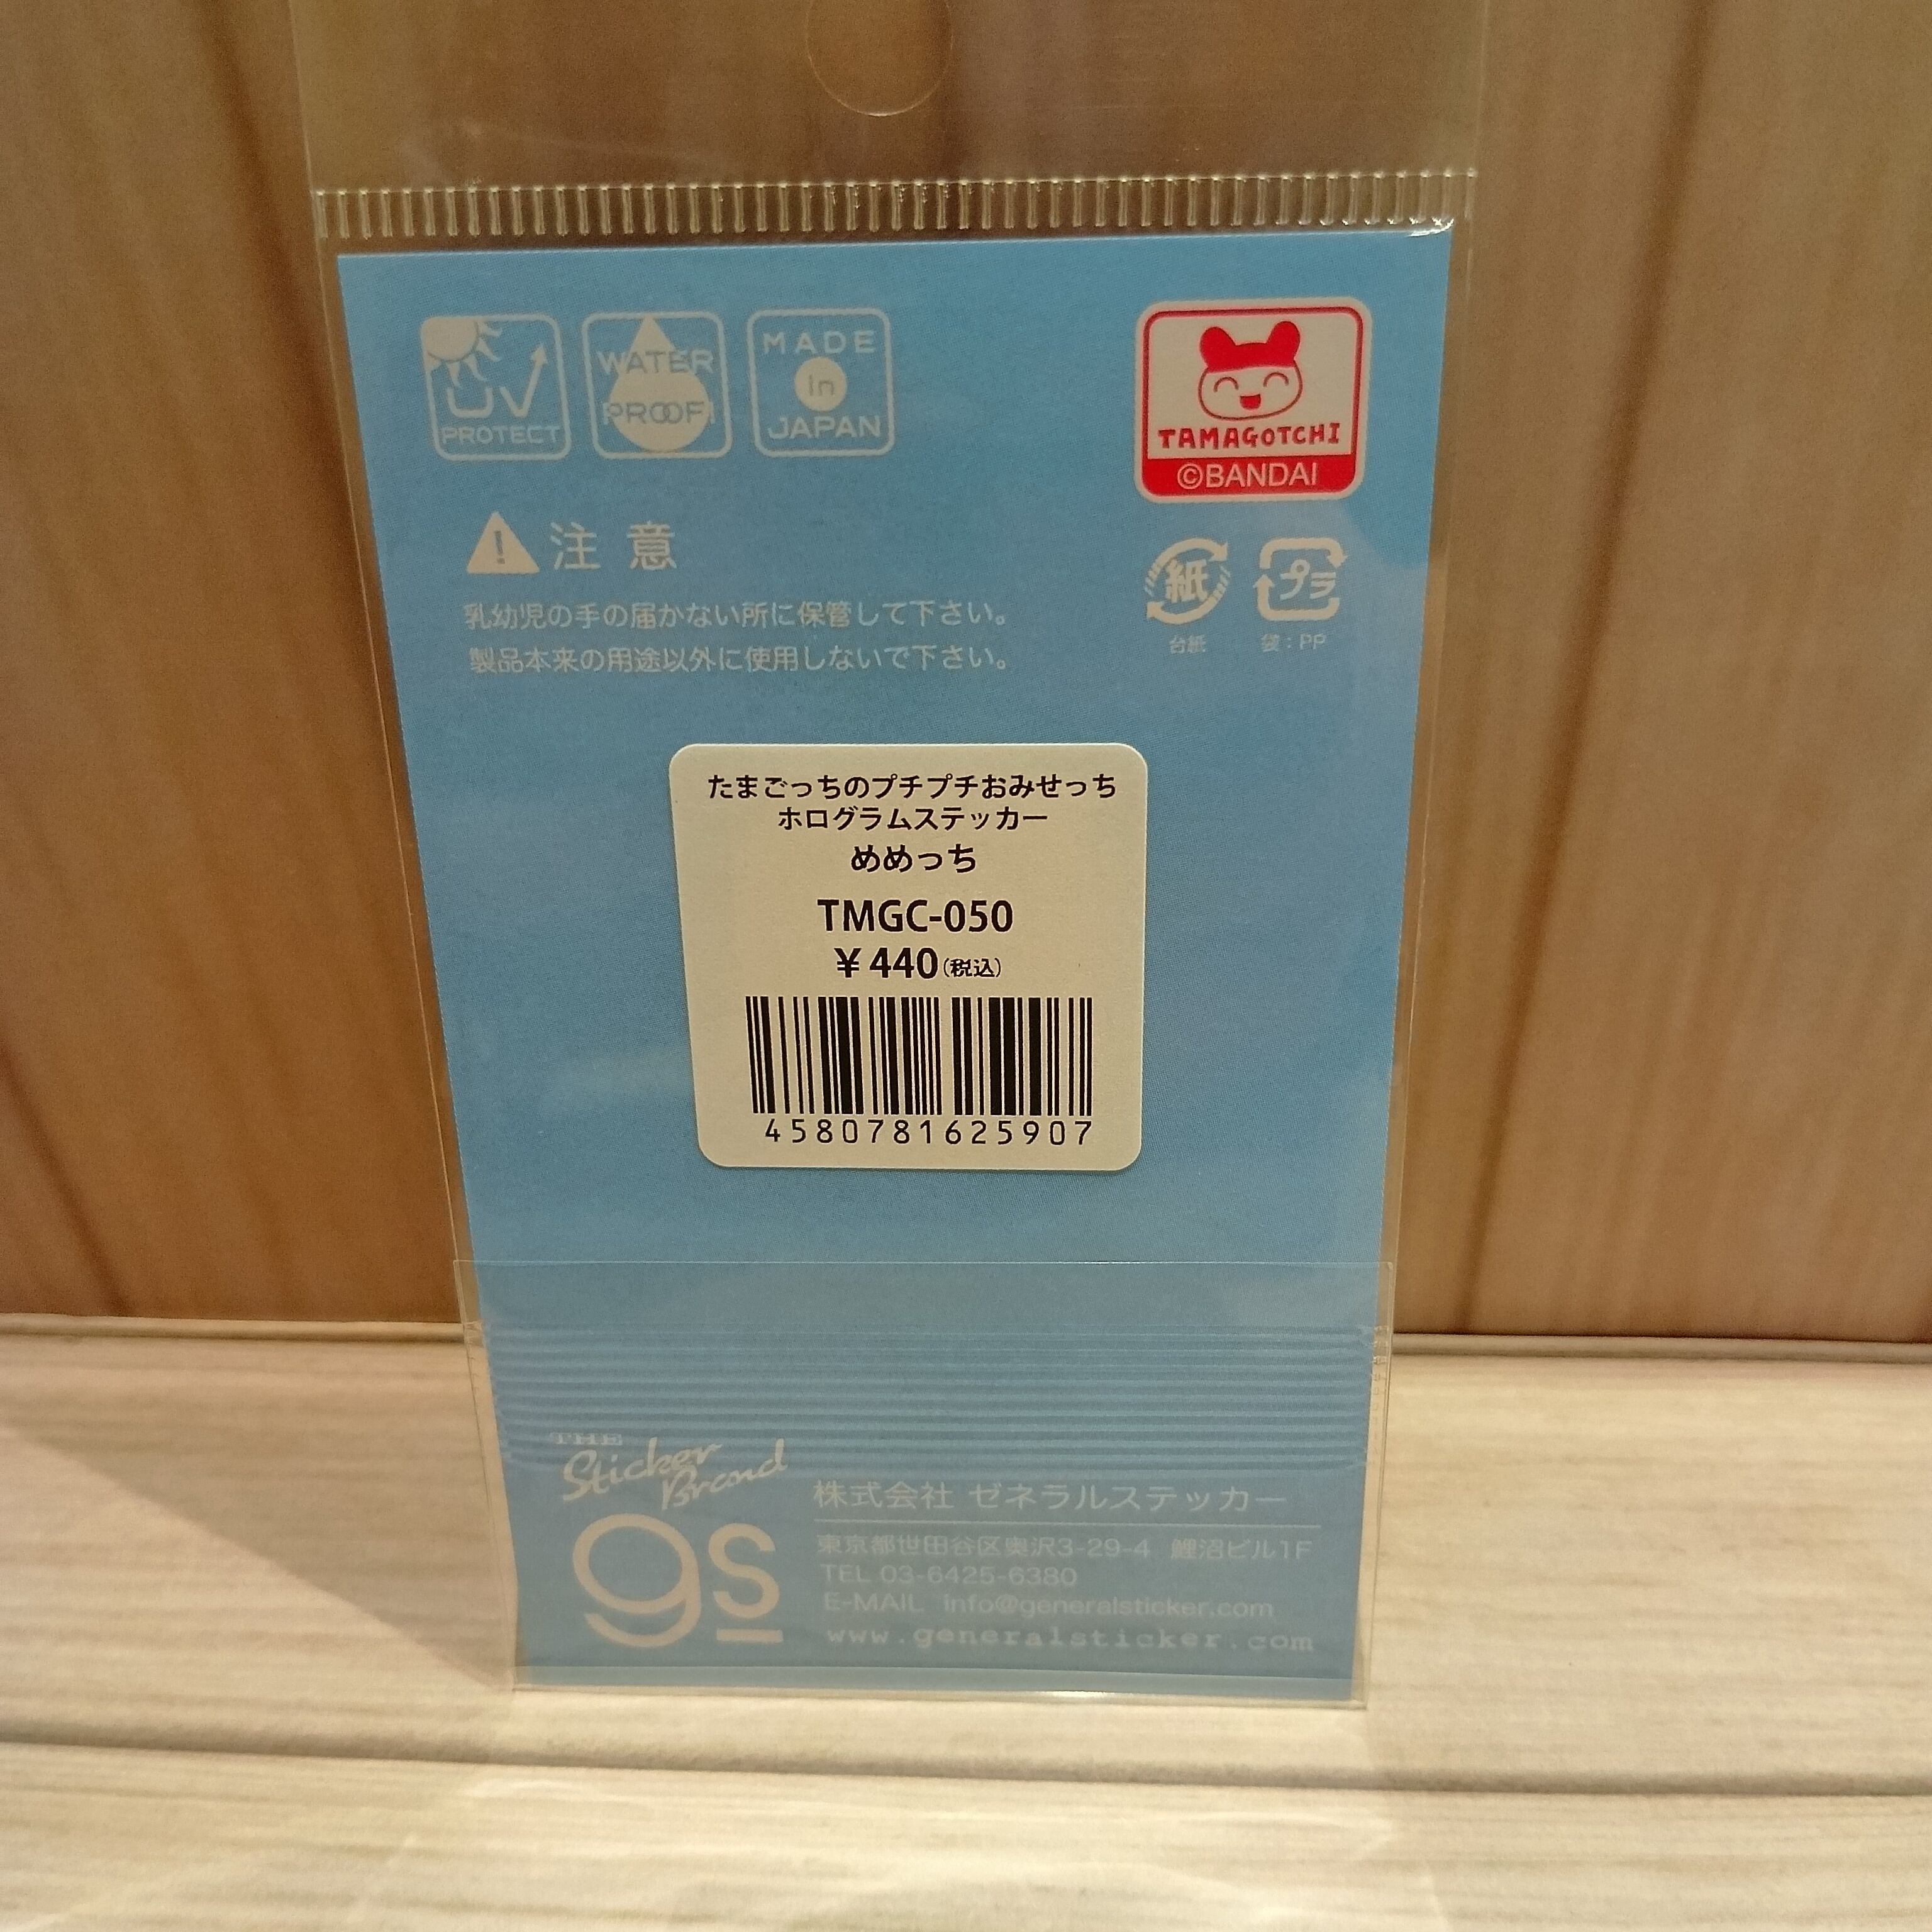 UV
PROTECT
WATER
PROOF
MADE
in
JAPAN
TAMAGOTCHI
©BANDAI
注意
乳幼児の手の届かない所に保管して下さい。
製品本来の用途以外に使用しないで下さい。
紙
台紙
プラ
袋:PP
たまごっちのプチプチおみせっち
ホログラムステッカー
めめっち
TMGC-050
¥440(税込)
4580781625907
THE
Sticker
Brand
gs
株式会社 ゼネラルステッカー
東京都世田谷区奥沢3-29-4 鯉沼ビル1F
TEL 03-6425-6380
E-MAIL info@generalsticker.com
www.generalsticker.com